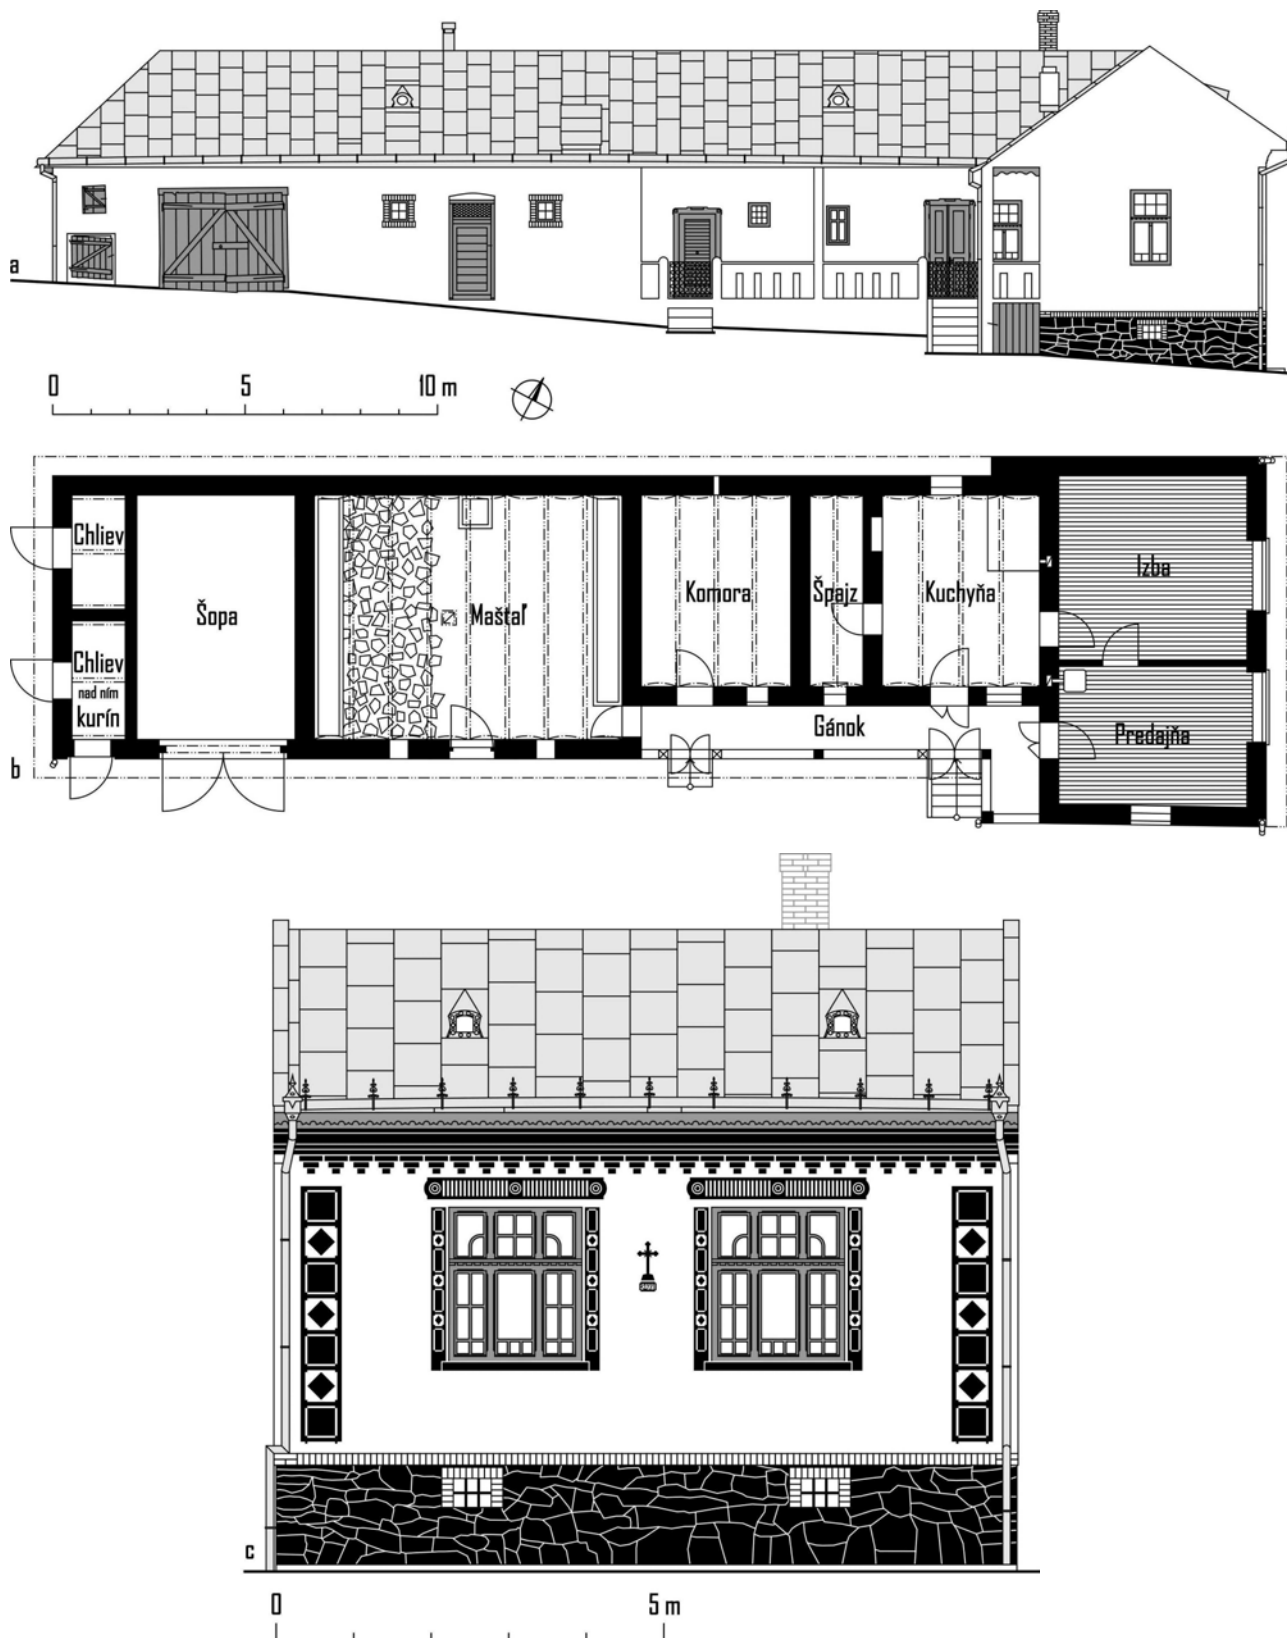 a
0 5 10 m
Chliev
Šopa
Maštaľ
Komora
Špajz
Kuchyňa
Izba
Chliev
nad ním
kurín
Gánok
Predajňa
b
c
0 5 m